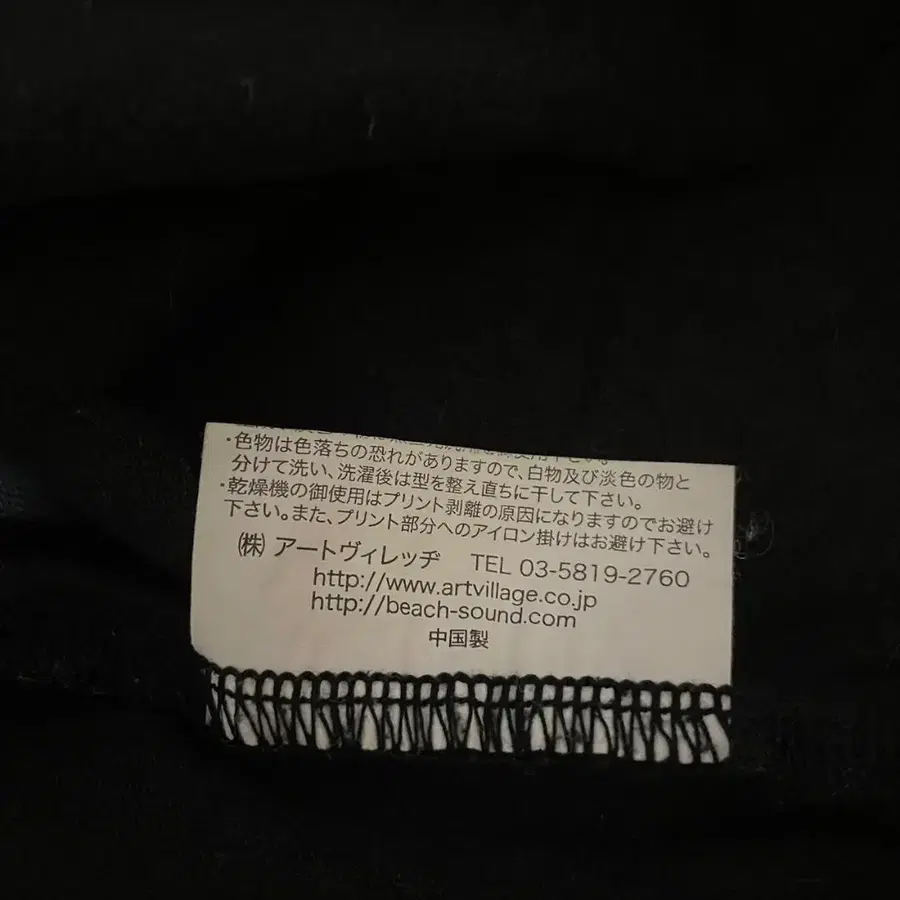 ・色物は色落ちの恐れがありますので、白物及び淡色の物と
分けて洗い、洗濯後は型を整え直ちに干して下さい。
・乾燥機の御使用はプリント剥離の原因になりますのでお避け
下さい。また、プリント部分へのアイロン掛けはお避け下さい。
㈱ アートヴィレッヂ TEL 03-5819-2760
http://www.artvillage.co.jp
http://beach-sound.com
中国製